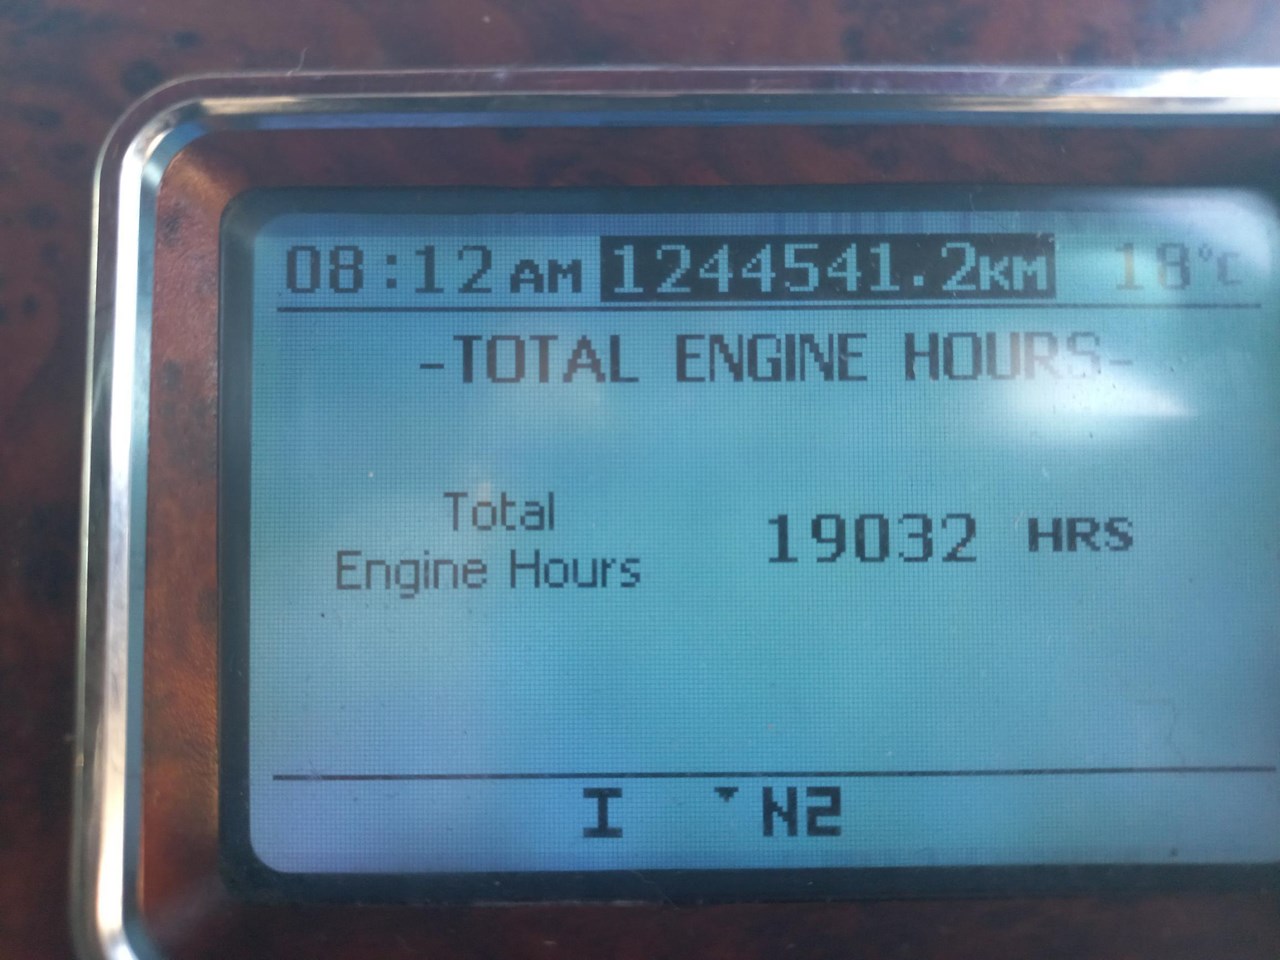 08:12 AM 1244541.2KM 18°C
-TOTAL ENGINE HOURS-
Total
Engine Hours
19032 HRS
I N2